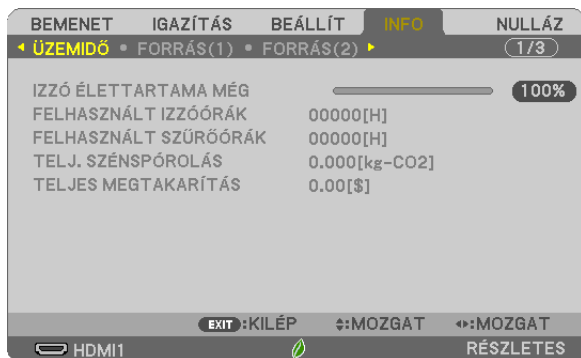 BEMENET IGAZÍTÁS BEÁLLÍT INFO NULLÁZ
ÜZEMIDŐ • FORRÁS(1) • FORRÁS(2) 1/3
IZZÓ ÉLETTARTAMA MÉG 100%
FELHASZNÁLT IZZÓÓRÁK 00000[H]
FELHASZNÁLT SZŰRŐÓRÁK 00000[H]
TELJ. SZÉNSPÓROLÁS 0.000[kg-CO2]
TELJES MEGTAKARÍTÁS 0.00[$]
EXIT:KILÉP :MOZGAT :MOZGAT
HDMI1 RÉSZLETES